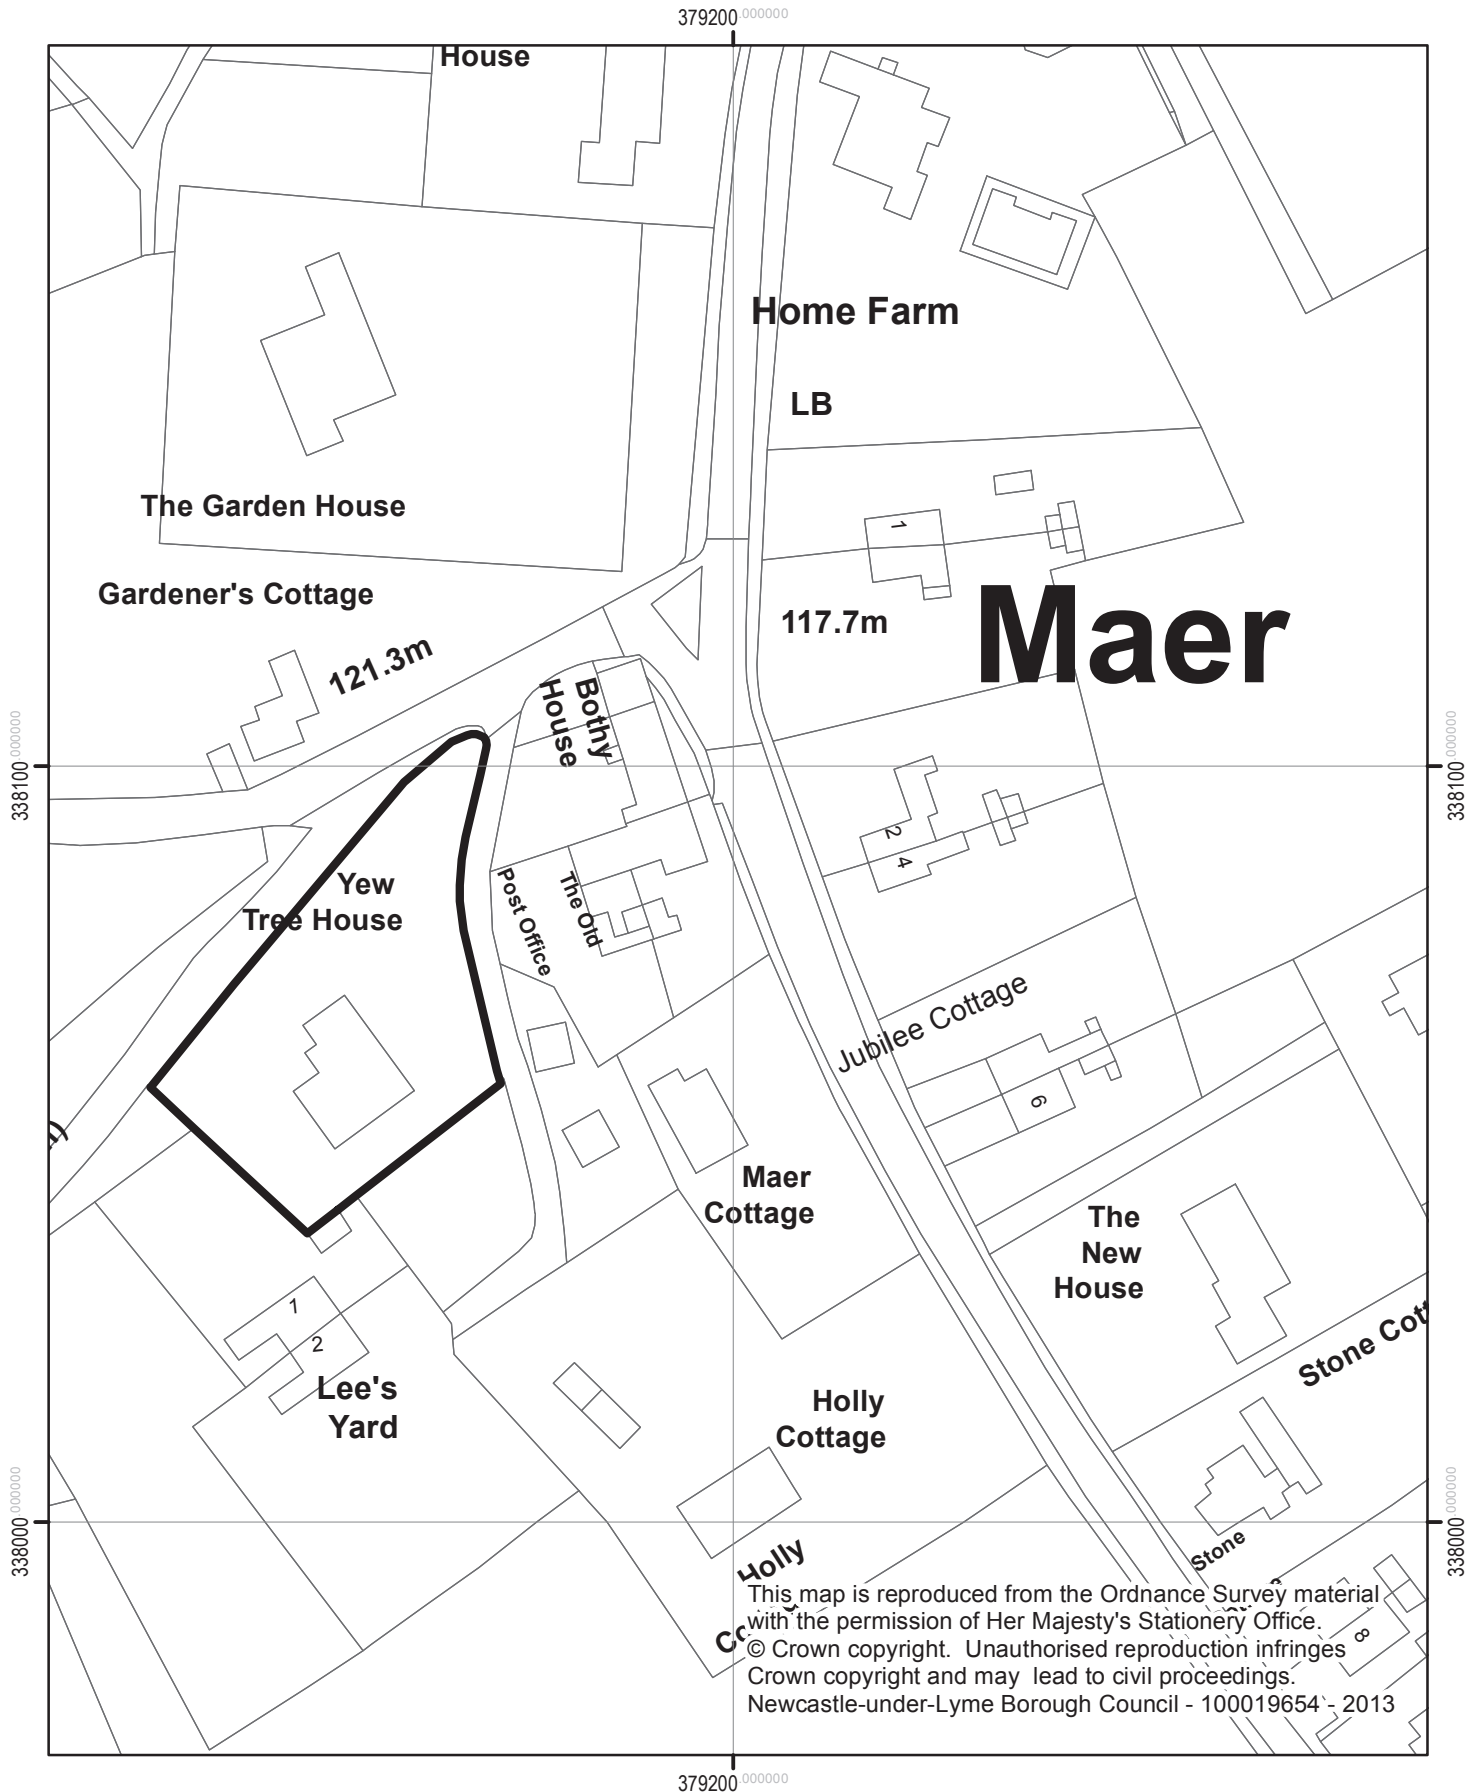 379200.000000
House
Home Farm
LB
The Garden House
1
Gardener's Cottage
117.7m
Maer
121.3m
Bothy
House
338100.000000
338100.000000
2
4
Yew
Tree House
Post Office
The Old
Jubilee Cottage
6
Maer
Cottage
The
New
House
1
2
Stone Cott
Lee's
Yard
Holly
Cottage
338000.000000
338000.000000
Stone
Holly
Co
8
This map is reproduced from the Ordnance Survey material
with the permission of Her Majesty's Stationery Office.
© Crown copyright. Unauthorised reproduction infringes
Crown copyright and may lead to civil proceedings.
Newcastle-under-Lyme Borough Council - 100019654 - 2013
379200.000000